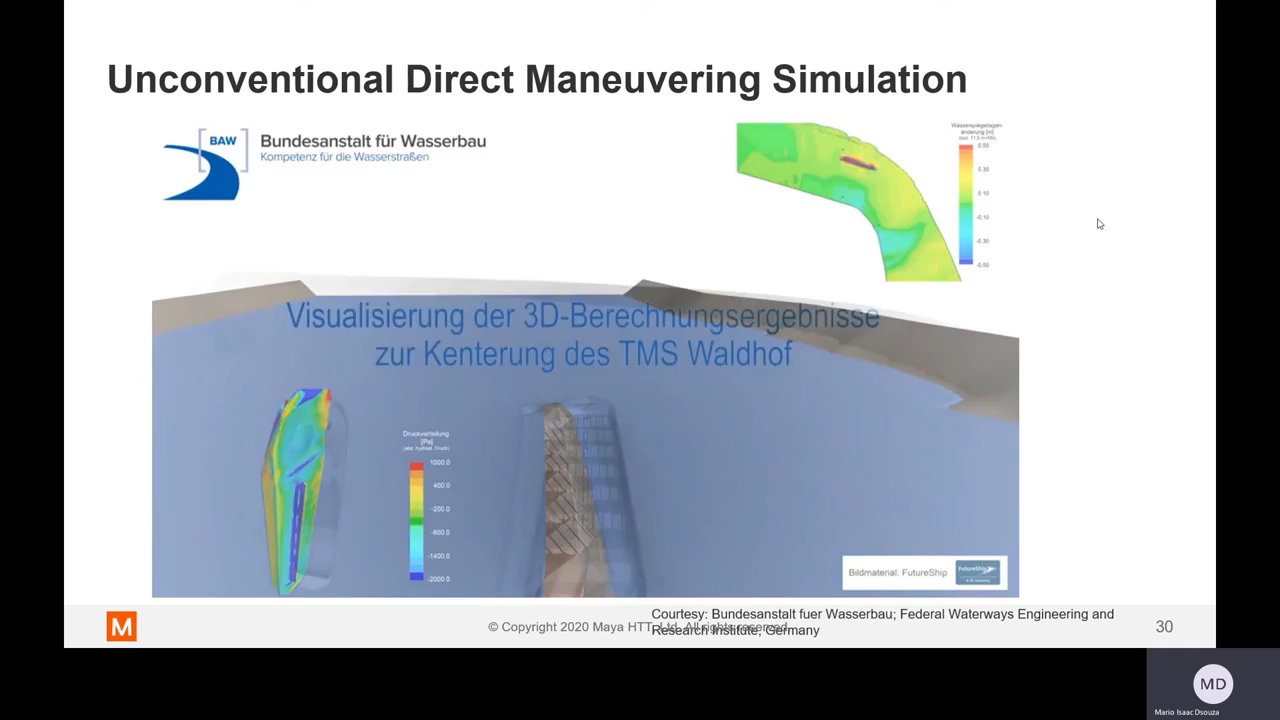 Unconventional Direct Maneuvering Simulation
BAW
Bundesanstalt für Wasserbau
Kompetenz für die Wasserstraßen
Wasserspiegellagen-
änderung [m]
0.50
0.30
0.10
-0.10
-0.30
-0.50
Visualisierung der 3D-Berechnungsergebnisse
zur Kenterung des TMS Waldhof
Druckverteilung
[Pa]
1000.0
400.0
-200.0
-800.0
-1400.0
-2000.0
Bildmaterial: FutureShip
FutureShip
M
© Copyright 2020 Maya HTT, Ltd. All rights reserved
Courtesy: Bundesanstalt fuer Wasserbau; Federal Waterways Engineering and
Research Institute, Germany
30
MD
Mario Isaac Dsouza